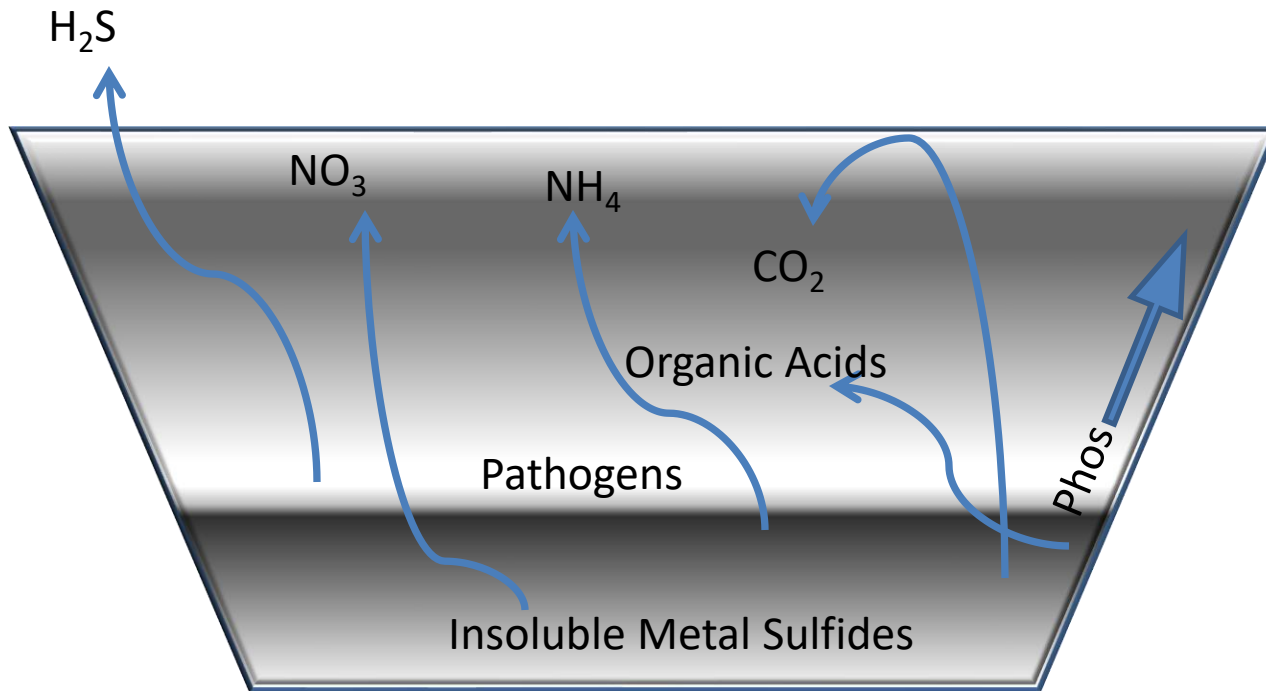 H₂S
NO₃
NH₄
CO₂
Organic Acids
Phos
Pathogens
Insoluble Metal Sulfides